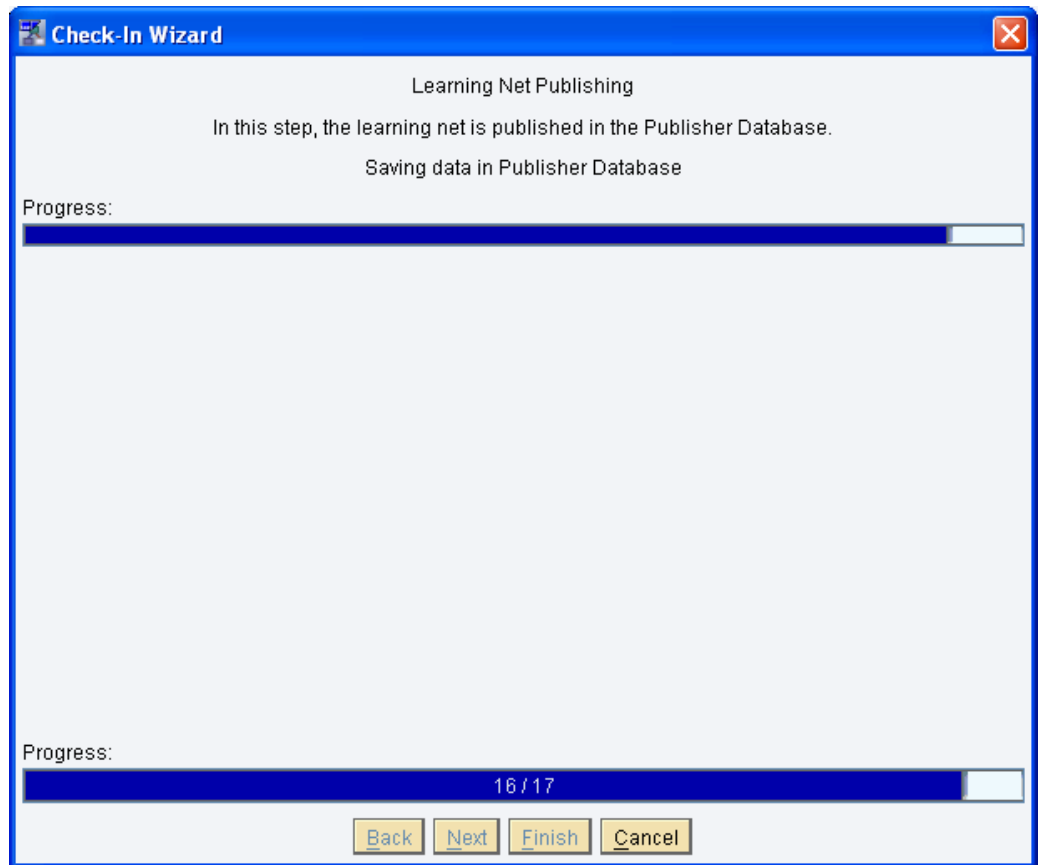 Check-In Wizard
Learning Net Publishing
In this step, the learning net is published in the Publisher Database.
Saving data in Publisher Database
Progress:
Progress:
16 / 17
Back Next Finish Cancel